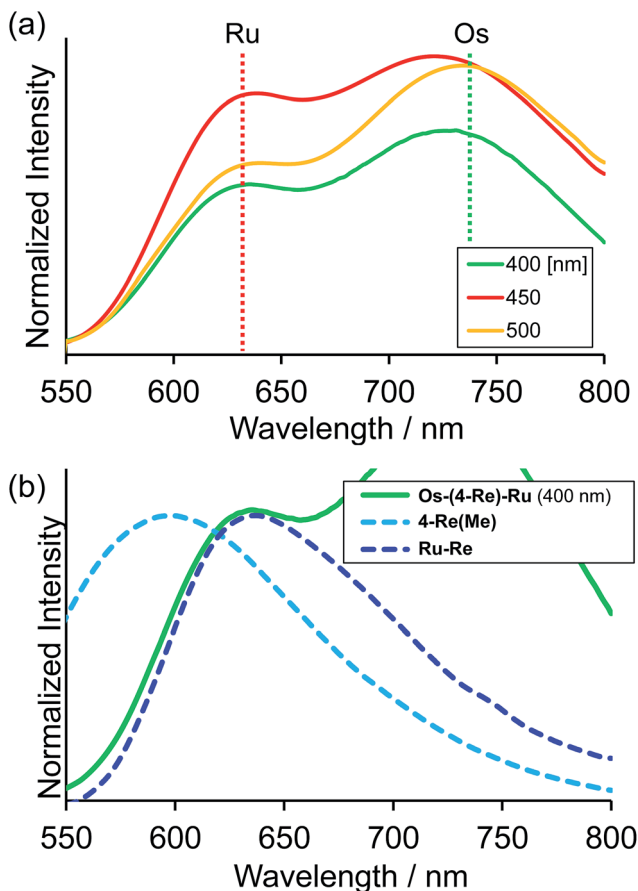 (a)
Ru Os
Normalized Intensity
400 [nm]
450
500
550 600 650 700 750 800
Wavelength / nm
(b)
Os-(4-Re)-Ru (400 nm)
4-Re(Me)
Ru-Re
Normalized Intensity
550 600 650 700 750 800
Wavelength / nm